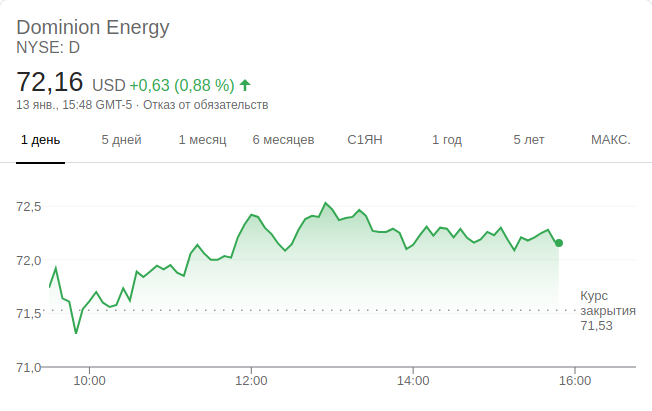 Dominion Energy
NYSE: D
72,16 USD +0,63 (0,88 %)
13 янв., 15:48 GMT-5 · Отказ от обязательств
1 день 5 дней 1 месяц 6 месяцев С1ЯН 1 год 5 лет МАКС.
72,5
72,0
71,5
71,0
Курс
закрытия
71,53
10:00 12:00 14:00 16:00